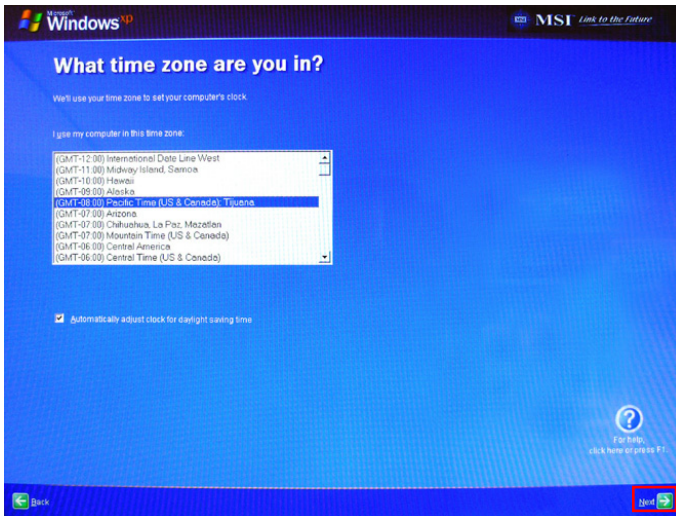 Microsoft
Windows xp
msi MSI Link to the Future
What time zone are you in?
We'll use your time zone to set your computer's clock.
I use my computer in this time zone:
(GMT-12:00) International Date Line West
(GMT-11:00) Midway Island, Samoa
(GMT-10:00) Hawaii
(GMT-09:00) Alaska
(GMT-08:00) Pacific Time (US & Canada); Tijuana
(GMT-07:00) Arizona
(GMT-07:00) Chihuahua, La Paz, Mazatlan
(GMT-07:00) Mountain Time (US & Canada)
(GMT-06:00) Central America
(GMT-06:00) Central Time (US & Canada)
Automatically adjust clock for daylight saving time
?
For help,
click here or press F1.
Back
Next